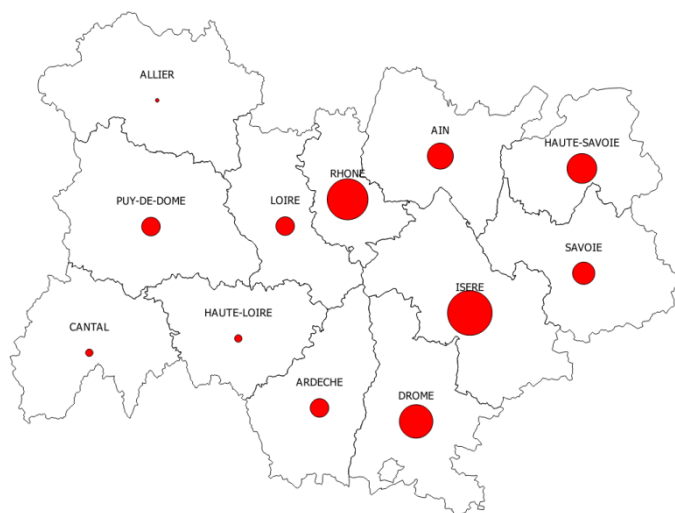 ALLIER
AIN
HAUTE-SAVOIE
RHONE
PUY-DE-DOME
LOIRE
SAVOIE
ISERE
HAUTE-LOIRE
CANTAL
ARDECHE
DROME